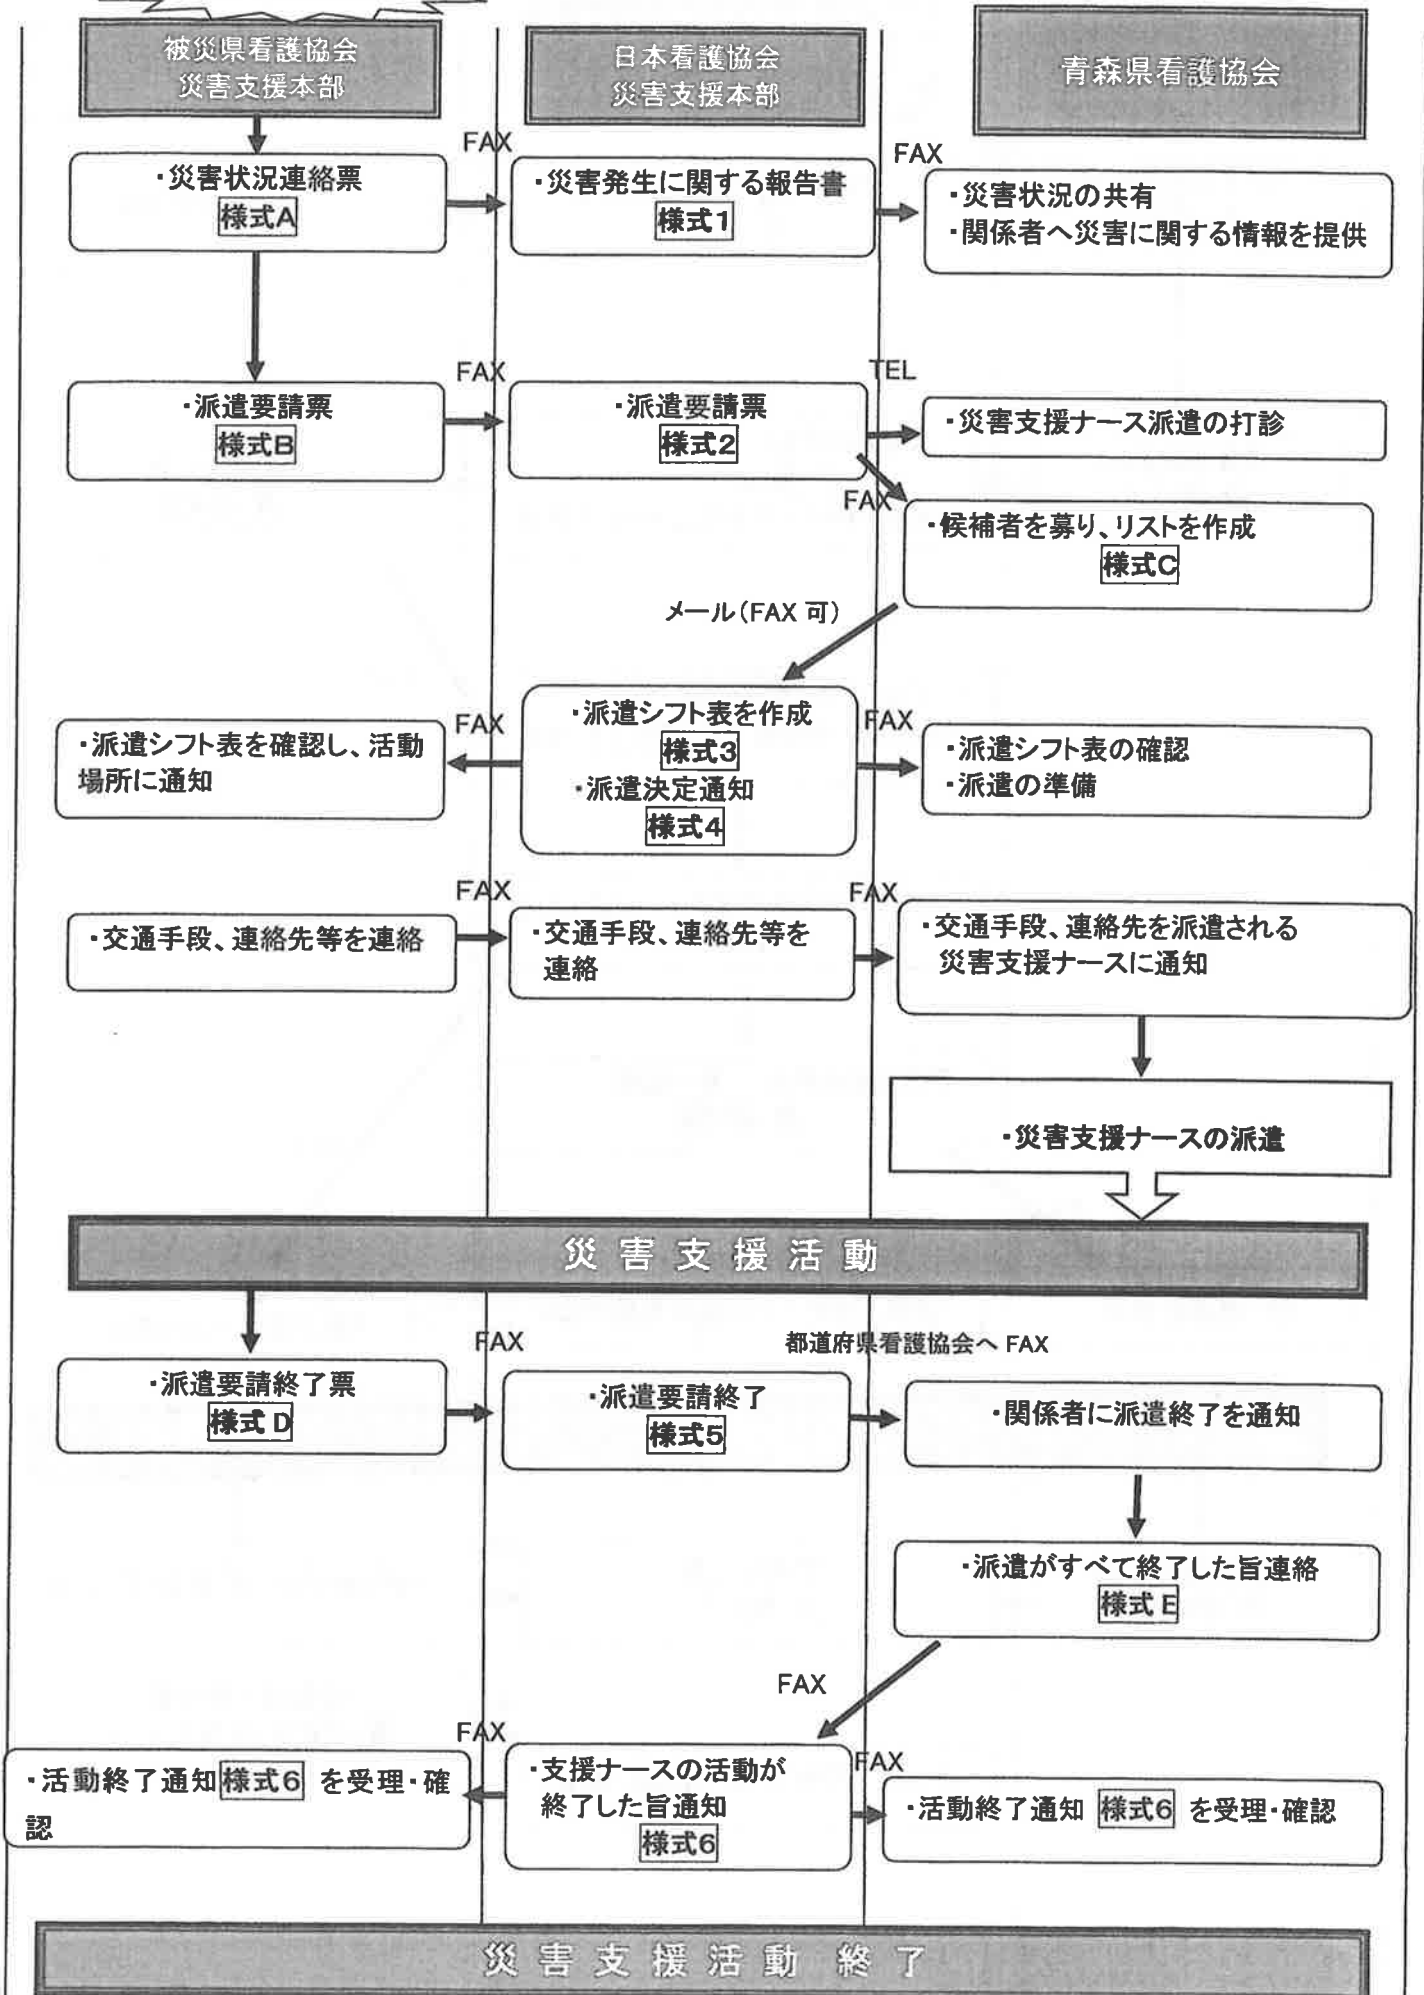 被災県看護協会
災害支援本部
日本看護協会
災害支援本部
青森県看護協会
FAX
FAX
・災害状況連絡票
様式A
・災害発生に関する報告書
様式1
・災害状況の共有
・関係者へ災害に関する情報を提供
FAX
TEL
・派遣要請票
様式B
・派遣要請票
様式2
・災害支援ナース派遣の打診
FAX
・候補者を募り、リストを作成
様式C
メール(FAX 可)
FAX
FAX
・派遣シフト表を確認し、活動
場所に通知
・派遣シフト表を作成
様式3
・派遣決定通知
様式4
・派遣シフト表の確認
・派遣の準備
FAX
FAX
・交通手段、連絡先等を連絡
・交通手段、連絡先等を
連絡
・交通手段、連絡先を派遣される
災害支援ナースに通知
・災害支援ナースの派遣
災害支援活動
FAX
都道府県看護協会へ FAX
・派遣要請終了票
様式 D
・派遣要請終了
様式5
・関係者に派遣終了を通知
・派遣がすべて終了した旨連絡
様式 E
FAX
FAX
FAX
・活動終了通知 様式6 を受理・確
認
・支援ナースの活動が
終了した旨通知
様式6
・活動終了通知 様式6 を受理・確認
災害支援活動 終了